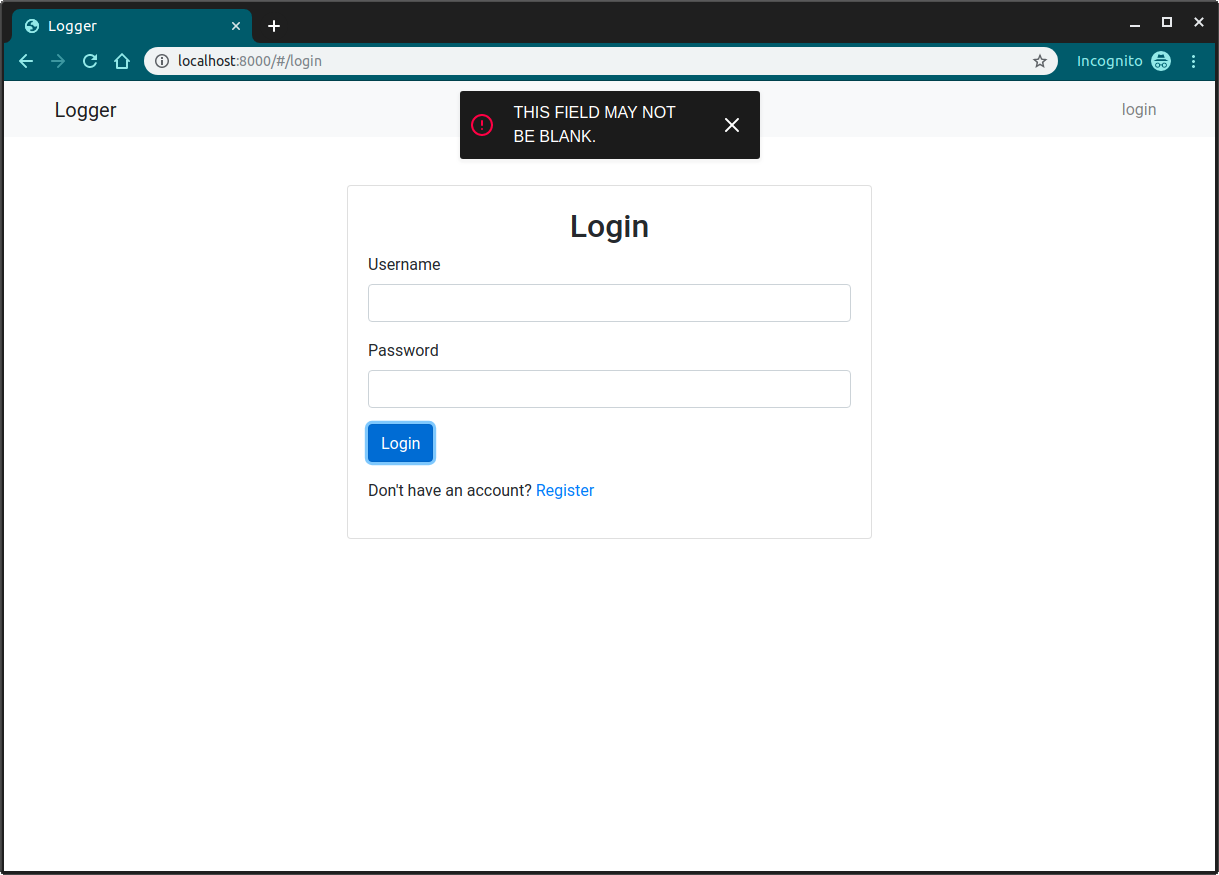 Logger
localhost:8000/#/login
Incognito
Logger
THIS FIELD MAY NOT
BE BLANK.
login
Login
Username
Password
Login
Don't have an account? Register